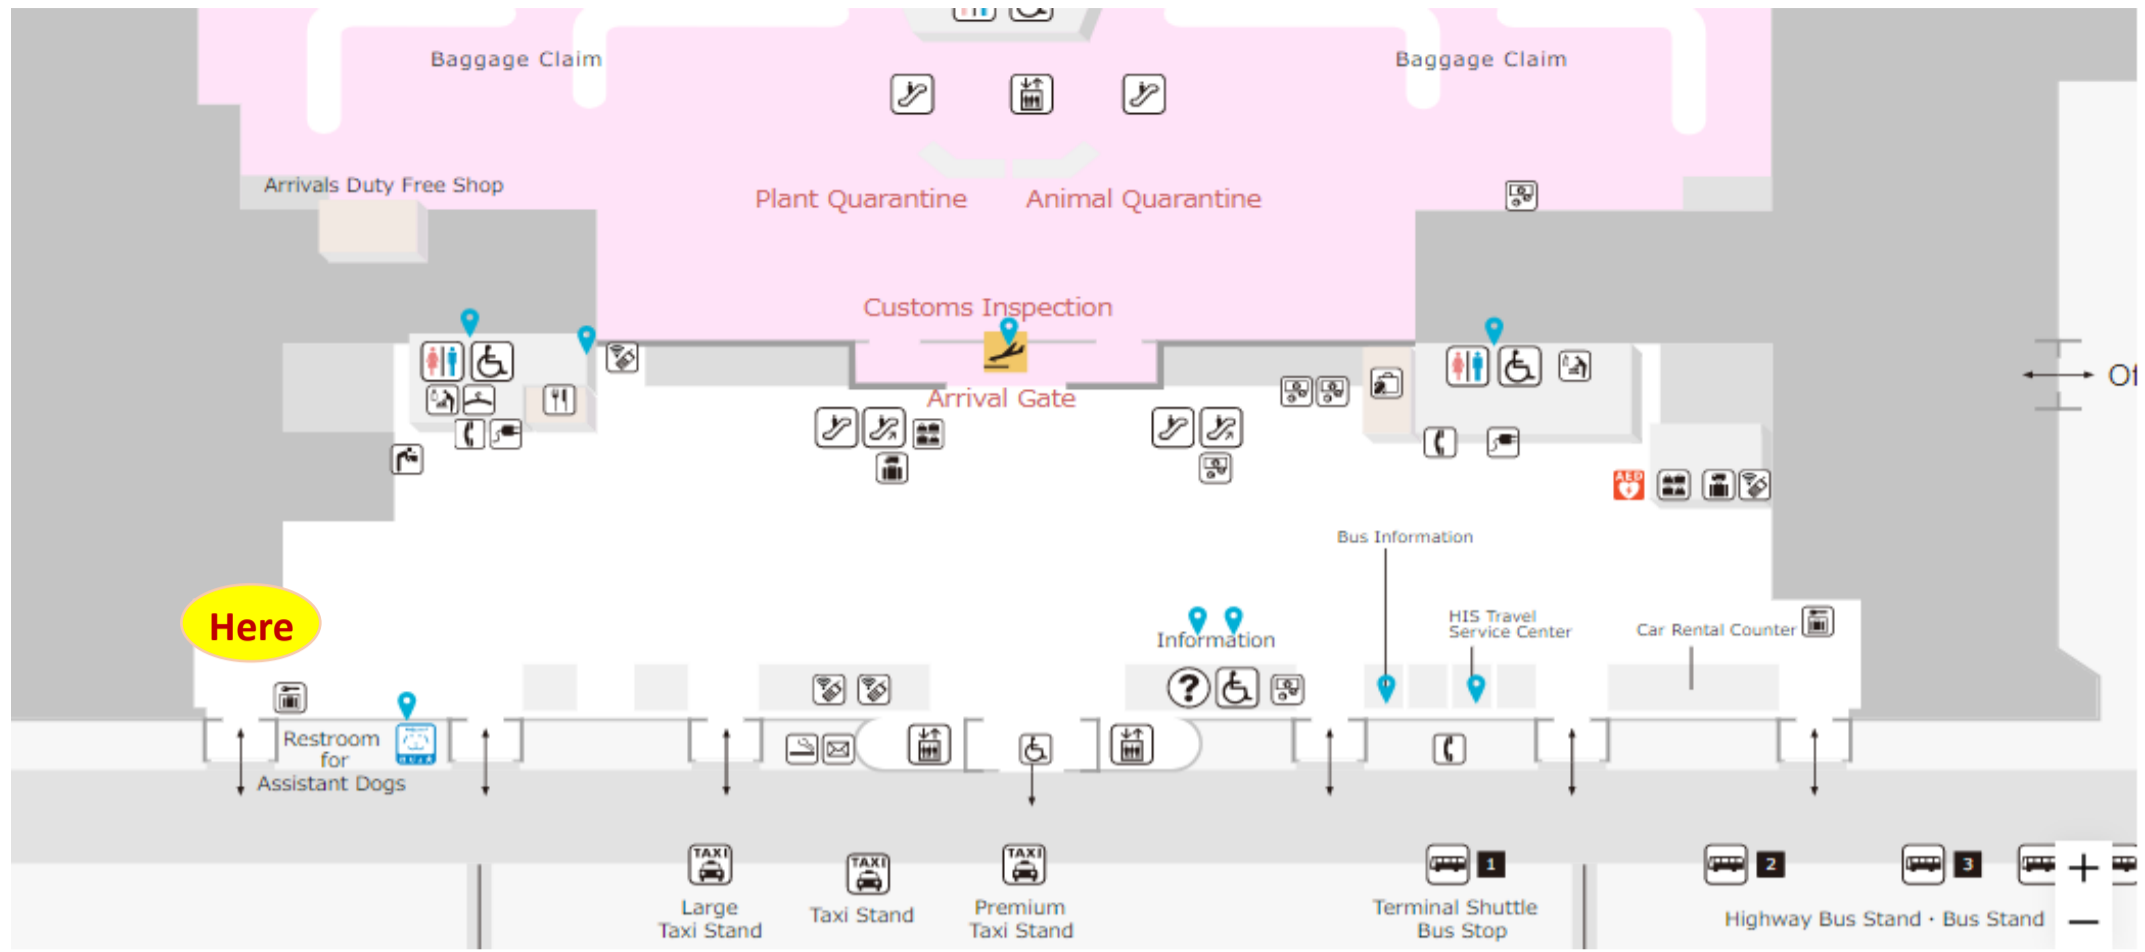 Baggage Claim
Baggage Claim
Arrivals Duty Free Shop
Plant Quarantine
Animal Quarantine
Customs Inspection
Arrival Gate
AED
Bus Information
Here
Information
HIS Travel
Service Center
Car Rental Counter
?
Restroom
for
Assistant Dogs
TAXI
TAXI
TAXI
1
2
3
Large
Taxi Stand
Taxi Stand
Premium
Taxi Stand
Terminal Shuttle
Bus Stop
Highway Bus Stand・Bus Stand
+
−